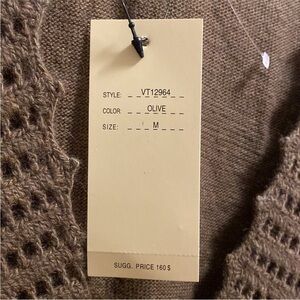 STYLE: VT12964
COLOR: OLIVE
SIZE: M
SUGG. PRICE 160 $